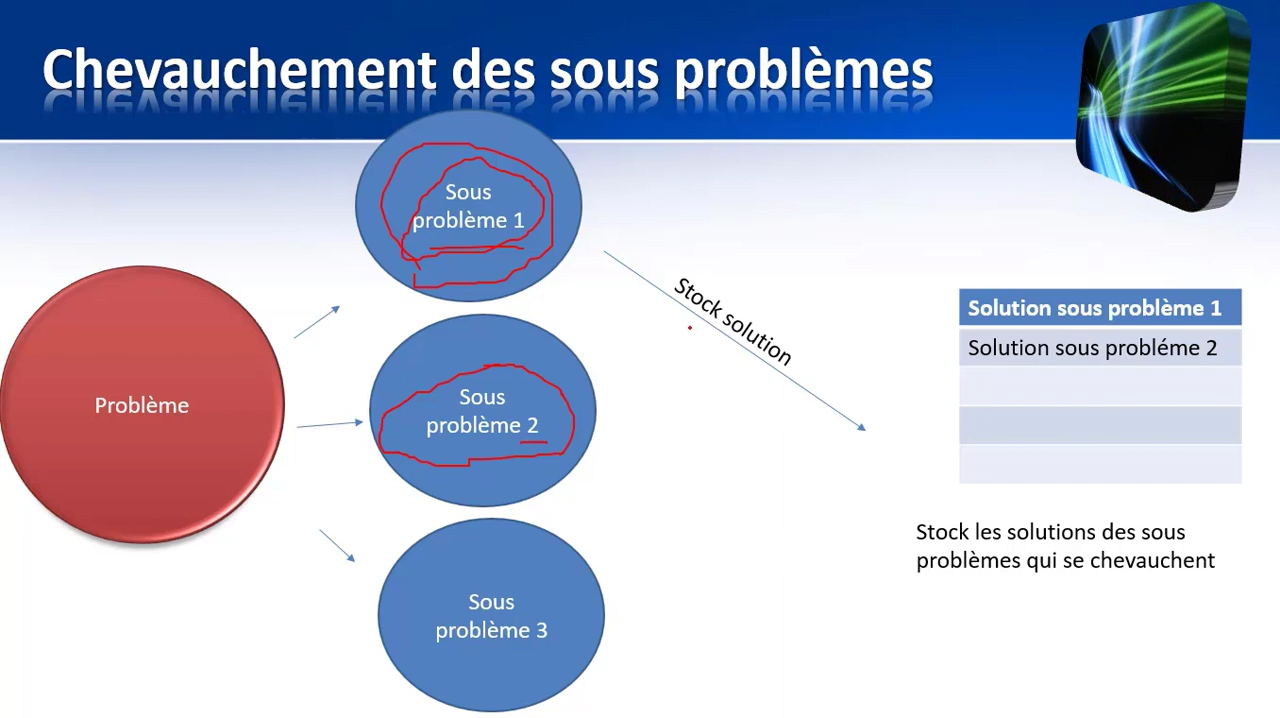 Chevauchement des sous problèmes
Sous
problème 1
Problème
Sous
problème 2
Sous
problème 3
Stock solution
Solution sous problème 1
Solution sous probléme 2
Stock les solutions des sous
problèmes qui se chevauchent